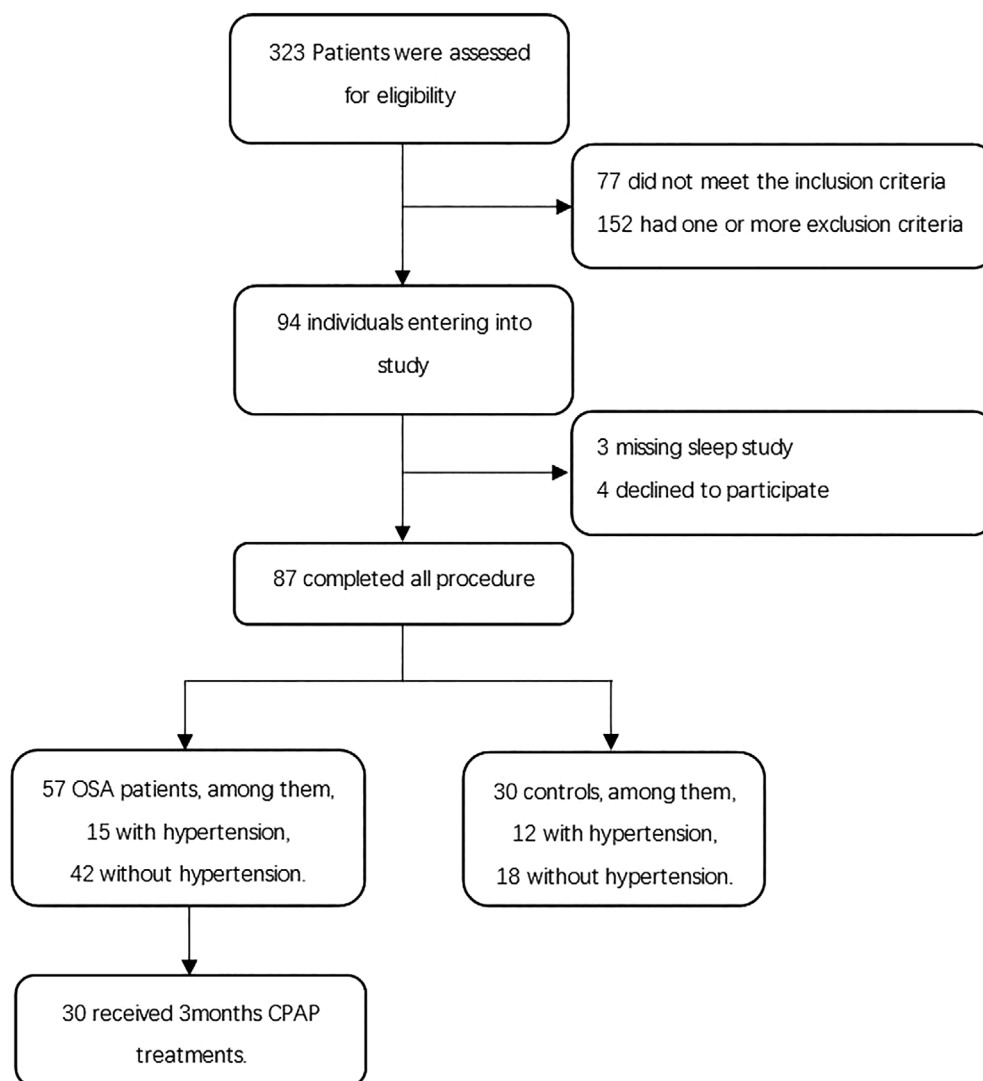 323 Patients were assessed
for eligibility
77 did not meet the inclusion criteria
152 had one or more exclusion criteria
94 individuals entering into
study
3 missing sleep study
4 declined to participate
87 completed all procedure
57 OSA patients, among them,
15 with hypertension,
42 without hypertension.
30 controls, among them,
12 with hypertension,
18 without hypertension.
30 received 3months CPAP
treatments.